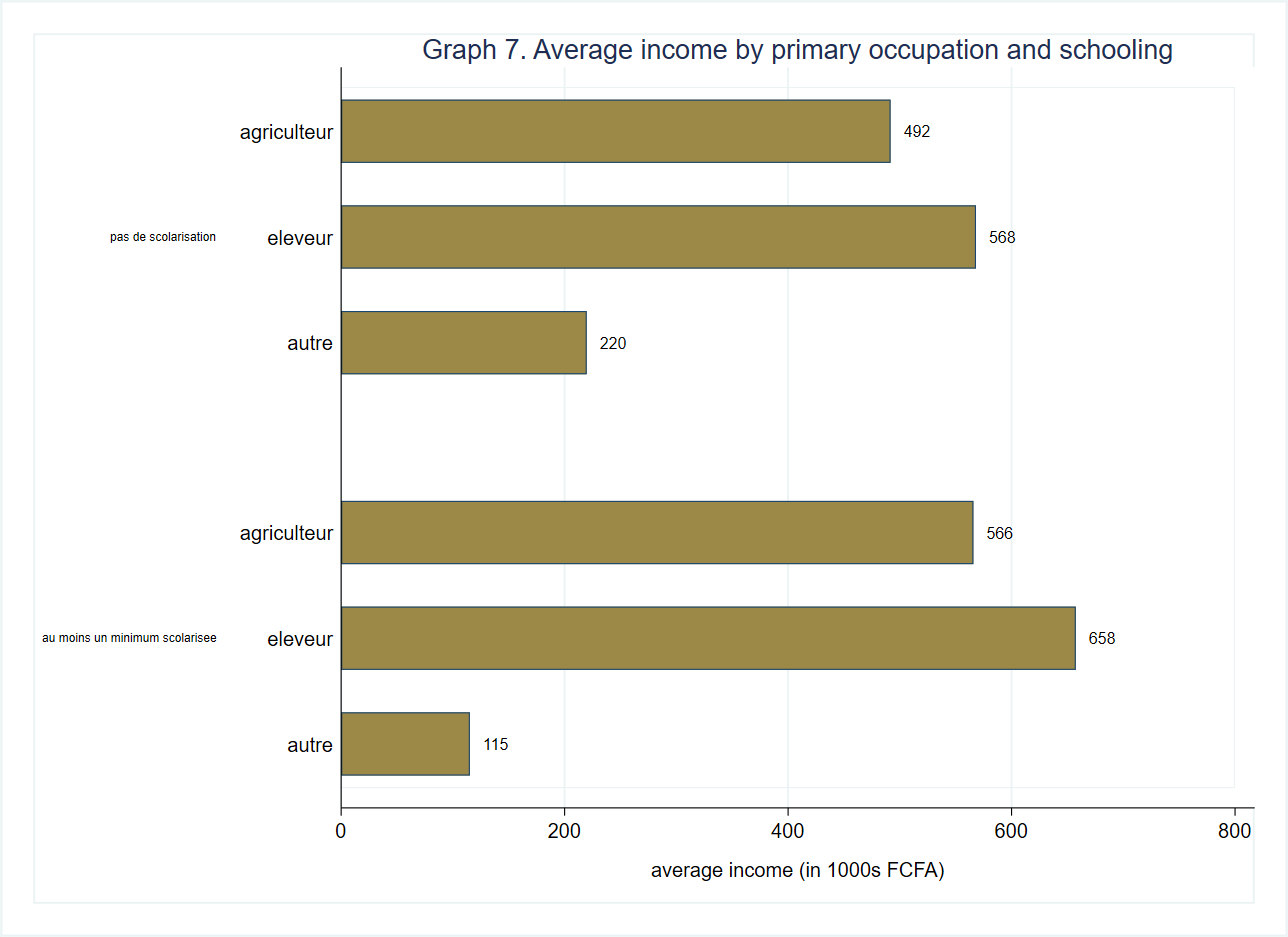 Graph 7. Average income by primary occupation and schooling
agriculteur 492
pas de scolarisation eleveur 568
autre 220
agriculteur 566
au moins un minimum scolarisee eleveur 658
autre 115
0 200 400 600 800
average income (in 1000s FCFA)